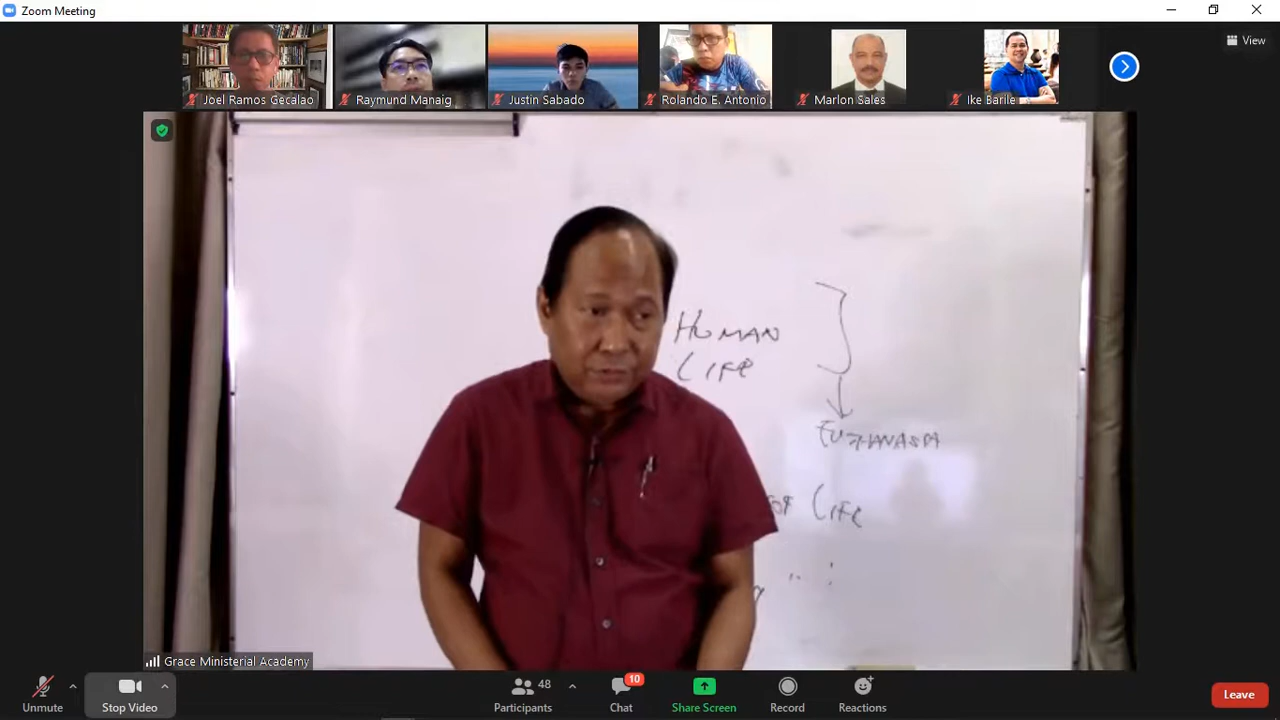 Zoom Meeting
View
Joel Ramos Gecalao
Raymund Manaig
Justin Sabado
Rolando E. Antonio
Marlon Sales
Ike Barile
HUMAN
LIFE
OF LIFE
Grace Ministerial Academy
48
10
Unmute
Stop Video
Participants
Chat
Share Screen
Record
Reactions
Leave